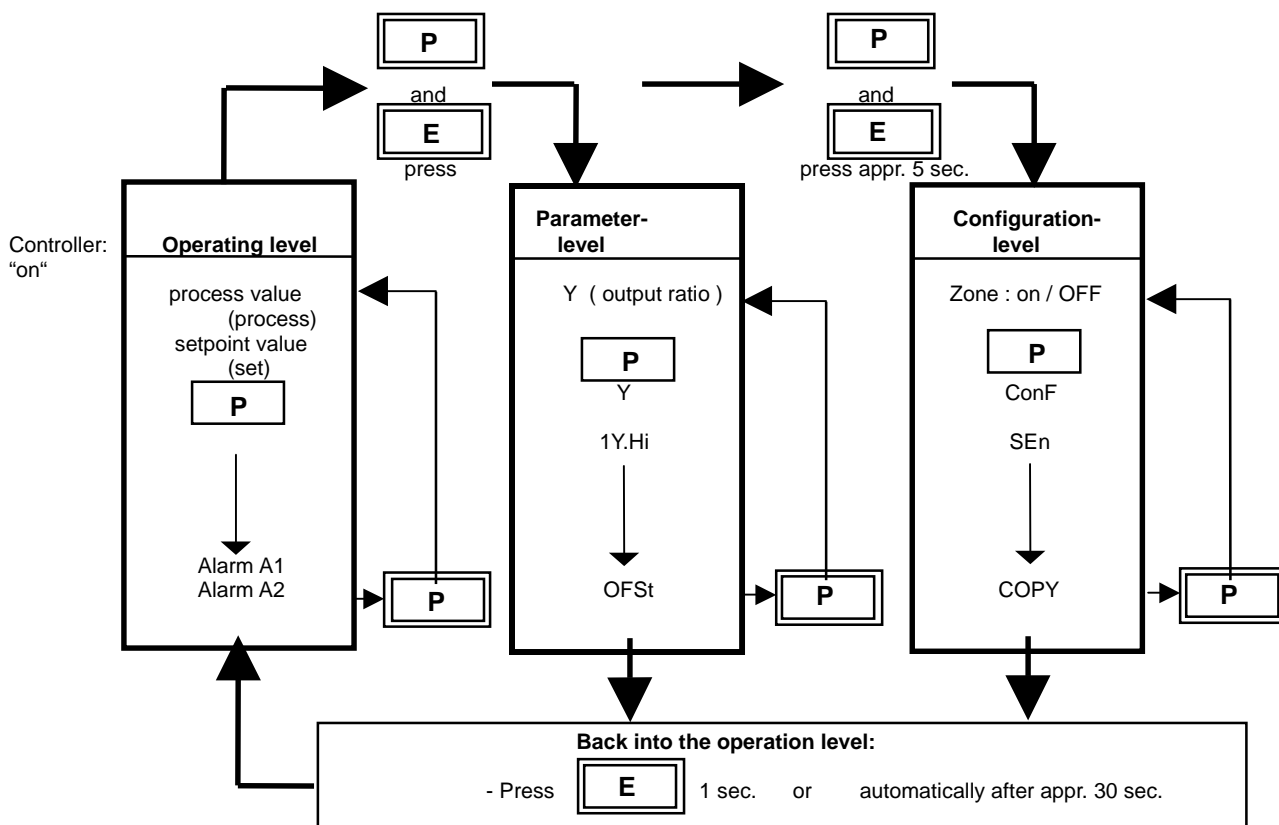 P
and
E
press
P
and
E
press appr. 5 sec.
Controller:
"on“
Operating level
process value
(process)
setpoint value
(set)
P
Alarm A1
Alarm A2
P
Parameter-
level
Y ( output ratio )
P
Y
1Y.Hi
OFSt
P
Configuration-
level
Zone : on / OFF
P
ConF
SEn
COPY
P
Back into the operation level:
- Press E 1 sec. or automatically after appr. 30 sec.